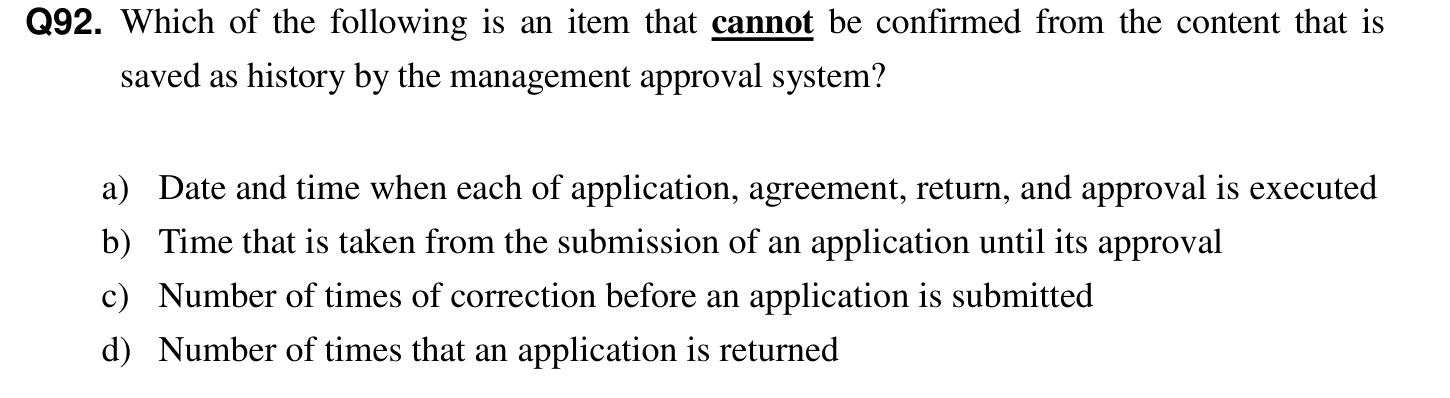 Q92. Which of the following is an item that cannot be confirmed from the content that is
saved as history by the management approval system?
a) Date and time when each of application, agreement, return, and approval is executed
b) Time that is taken from the submission of an application until its approval
c) Number of times of correction before an application is submitted
d) Number of times that an application is returned